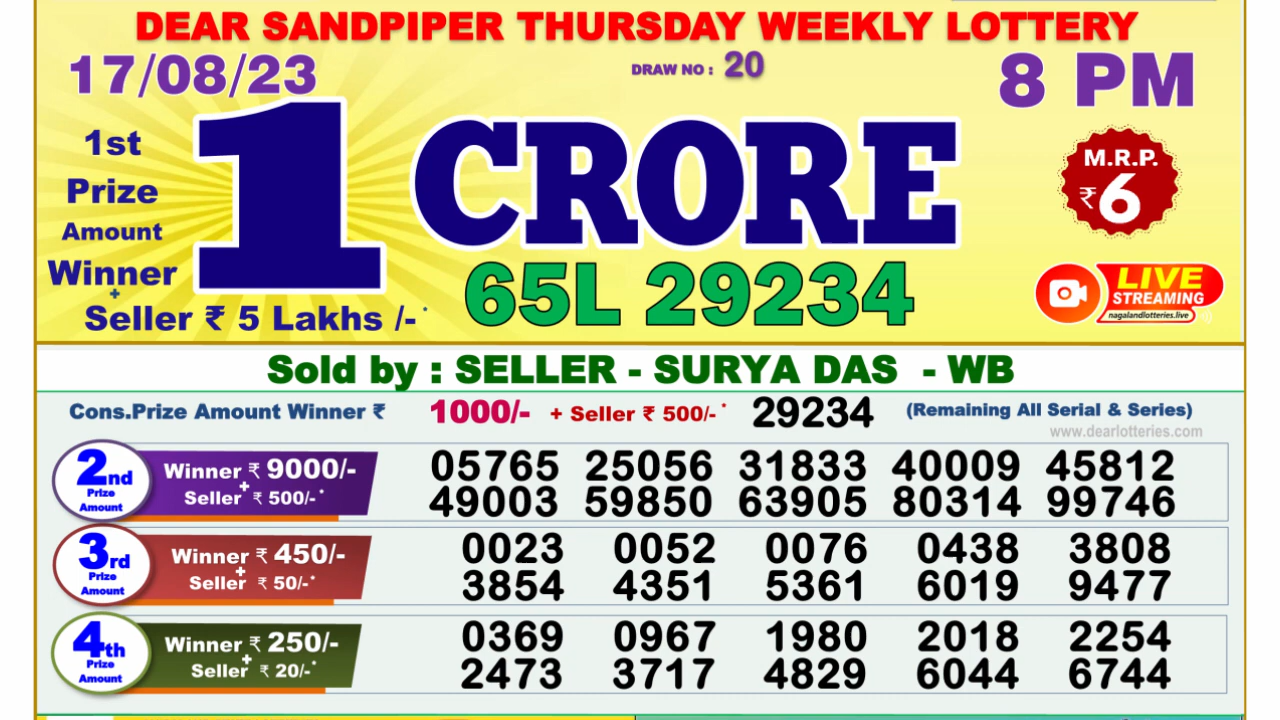 DEAR SANDPIPER THURSDAY WEEKLY LOTTERY
17/08/23
DRAW NO : 20
8 PM
1st
Prize
Amount
Winner
+
Seller ₹ 5 Lakhs /-*
1 CRORE
65L 29234
M.R.P.
₹6
LIVE
STREAMING
nagalandlotteries.live
Sold by : SELLER - SURYA DAS - WB
Cons.Prize Amount Winner ₹ 1000/- + Seller ₹ 500/-* 29234 (Remaining All Serial & Series)
www.dearlotteries.com
2nd
Prize
Amount
Winner ₹ 9000/-
+
Seller ₹ 500/-*
05765 25056 31833 40009 45812
49003 59850 63905 80314 99746
3rd
Prize
Amount
Winner ₹ 450/-
+
Seller ₹ 50/-*
0023 0052 0076 0438 3808
3854 4351 5361 6019 9477
4th
Prize
Amount
Winner ₹ 250/-
+
Seller ₹ 20/-*
0369 0967 1980 2018 2254
2473 3717 4829 6044 6744